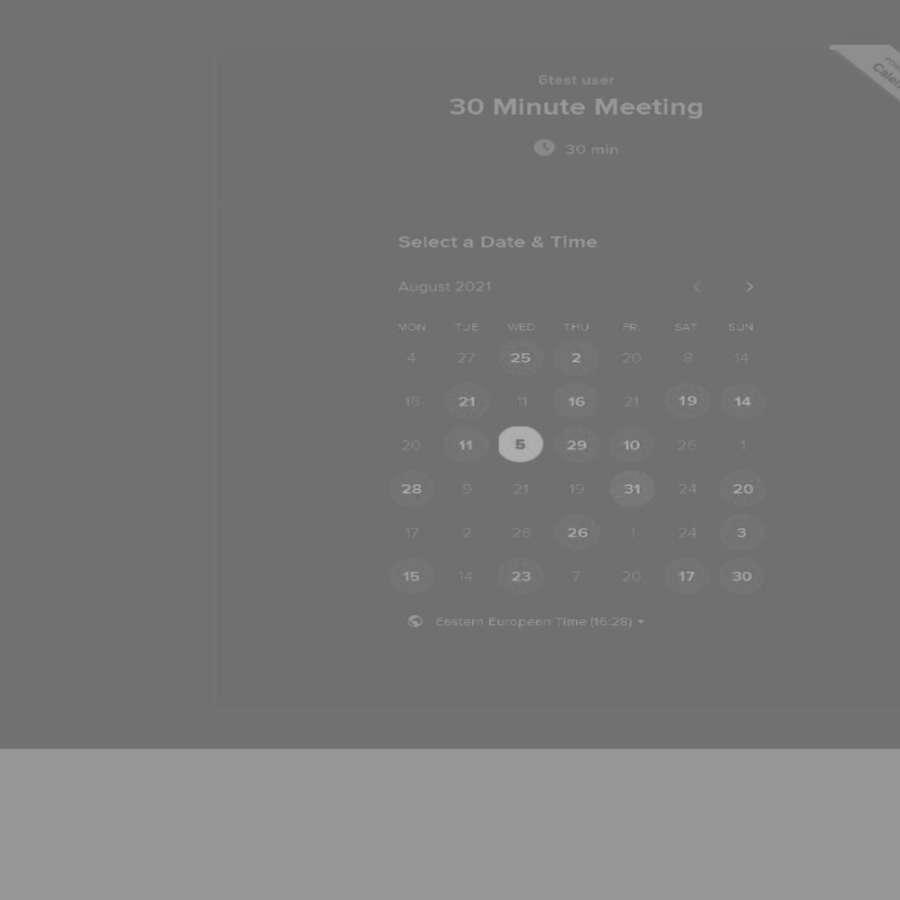 6test user
30 Minute Meeting
30 min
Select a Date & Time
August 2021
MON TUE WED THU FRI SAT SUN
4 27 25 2 20 8 14
16 21 11 16 21 19 14
20 11 5 29 10 26 1
28 9 21 19 31 24 20
17 2 26 26 1 24 3
15 14 23 7 20 17 30
Eastern European Time (16:28)